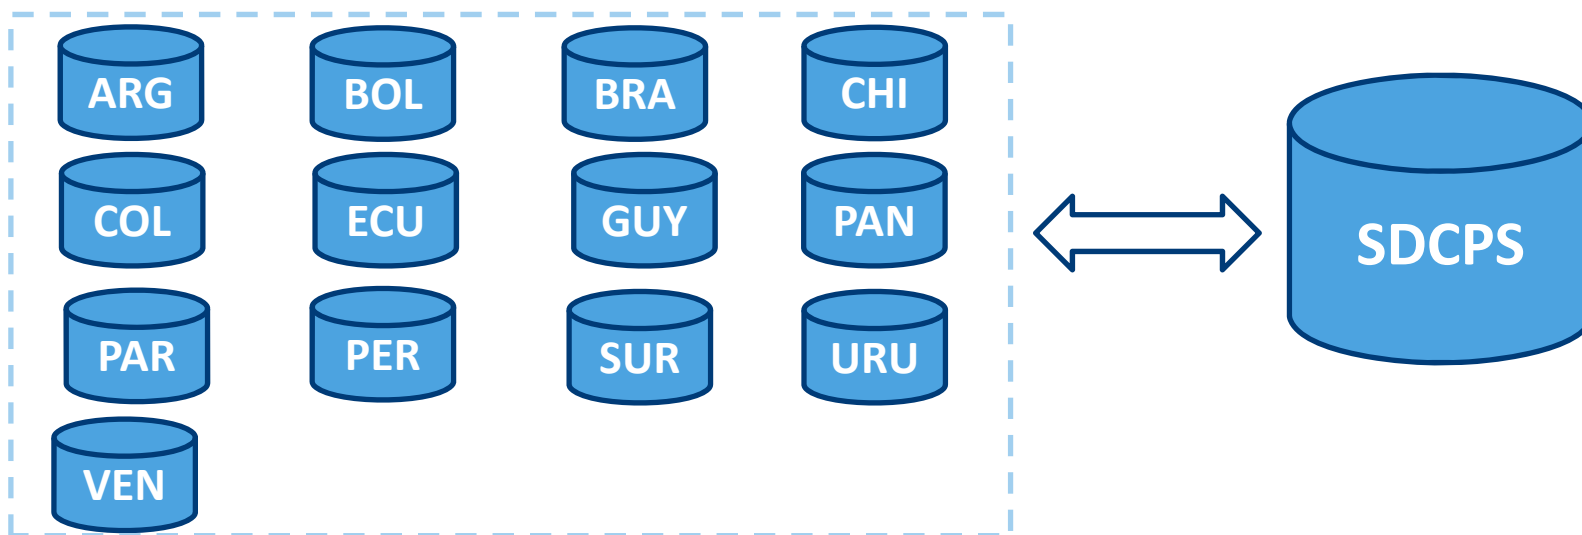 ARG
BOL
BRA
CHI
COL
ECU
GUY
PAN
PAR
PER
SUR
URU
VEN
SDCPS